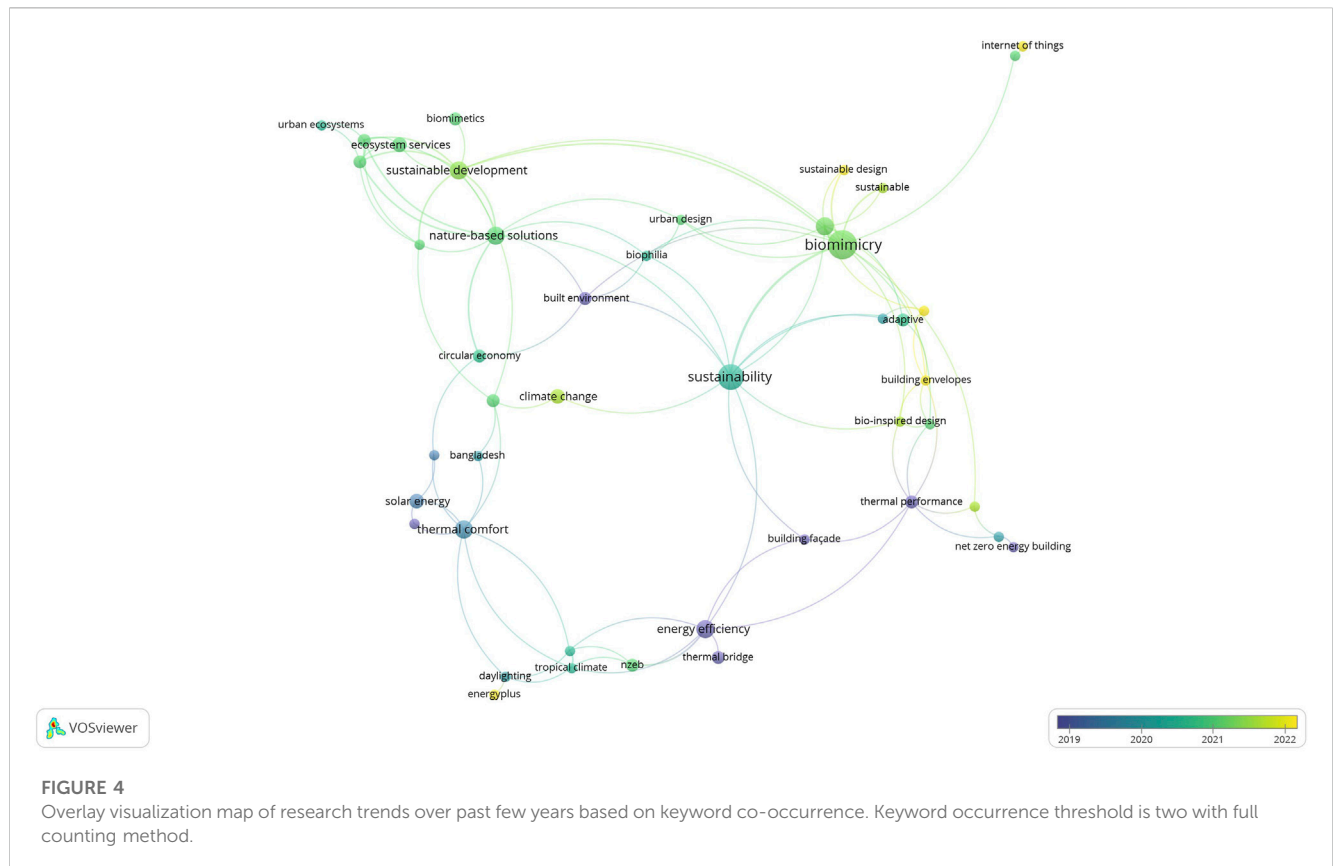 internet of things
biomimetics
urban ecosystems
ecosystem services
sustainable development
sustainable design
sustainable
urban design
nature-based solutions
biomimicry
biophilia
built environment
adaptive
circular economy
sustainability
building envelopes
climate change
bio-inspired design
bangladesh
solar energy
thermal performance
thermal comfort
building façade
net zero energy building
energy efficiency
thermal bridge
tropical climate
nzeb
daylighting
energyplus
VOSviewer
2019 2020 2021 2022
FIGURE 4
Overlay visualization map of research trends over past few years based on keyword co-occurrence. Keyword occurrence threshold is two with full
counting method.